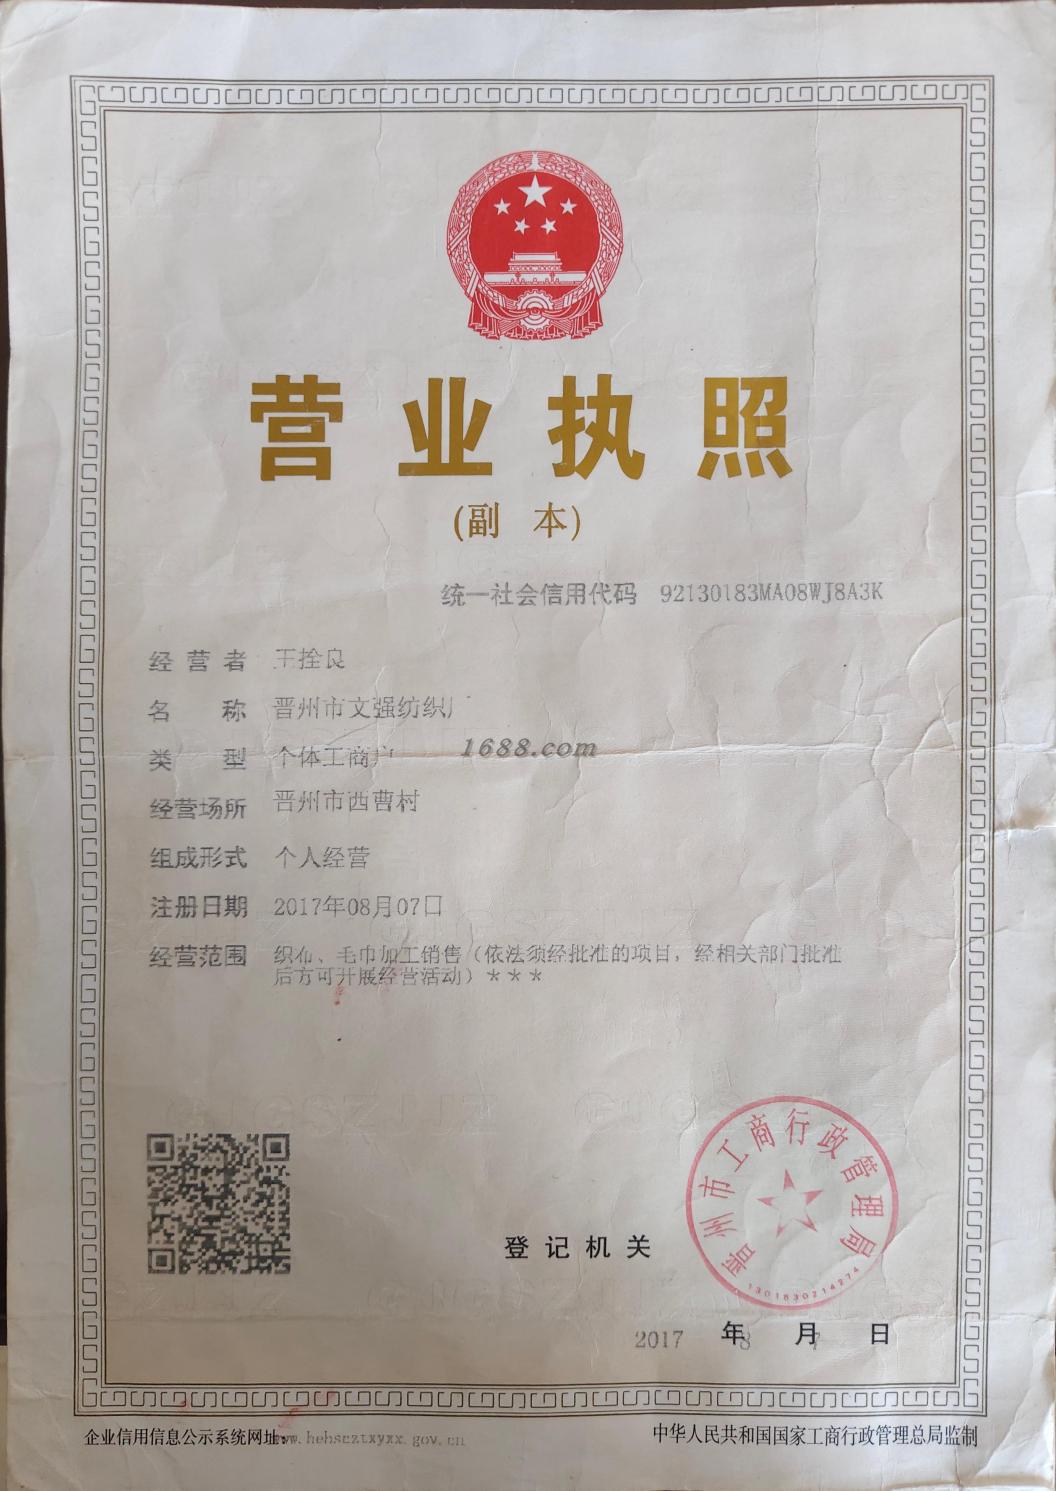 营业执照
(副 本)
统一社会信用代码 92130183MA08WJ8A3K
经营者 王拴良
名称 晋州市文强纺织厂
类型 个体工商户
1688.com
经营场所 晋州市西曹村
组成形式 个人经营
注册日期 2017年08月07日
经营范围 织布、毛巾加工销售（依法须经批准的项目，经相关部门批准
后方可开展经营活动）***
晋州市工商行政管理局
1301830214274
登记机关
2017 年 8 月 7 日
企业信用信息公示系统网址：www.hebscztxyxx.gov.cn
中华人民共和国国家工商行政管理总局监制